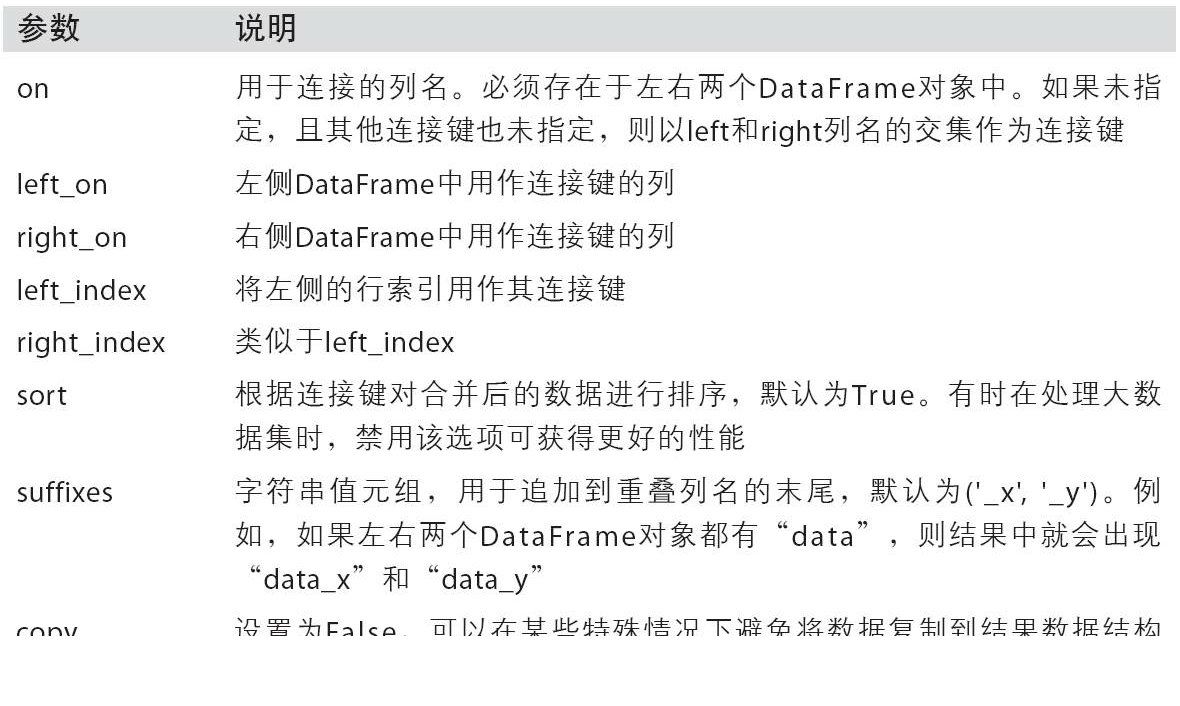 参数 说明
on 用于连接的列名。必须存在于左右两个DataFrame对象中。如果未指
定，且其他连接键也未指定，则以left和right列名的交集作为连接键
left_on 左侧DataFrame中用作连接键的列
right_on 右侧DataFrame中用作连接键的列
left_index 将左侧的行索引用作其连接键
right_index 类似于left_index
sort 根据连接键对合并后的数据进行排序，默认为True。有时在处理大数
据集时，禁用该选项可获得更好的性能
suffixes 字符串值元组，用于追加到重叠列名的末尾，默认为('_x', '_y')。例
如，如果左右两个DataFrame对象都有“data”，则结果中就会出现
“data_x”和“data_y”
copy 设置为False，可以在某些特殊情况下避免将数据复制到结果数据结构